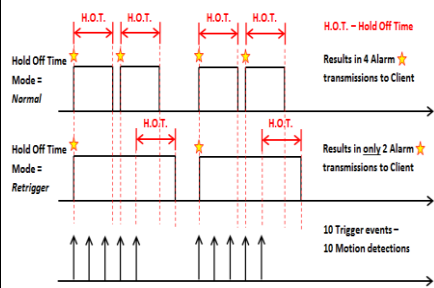 H.O.T. H.O.T. H.O.T. H.O.T.
H.O.T. – Hold Off Time
Hold Off Time
Mode =
Normal
Results in 4 Alarm
transmissions to Client
H.O.T. H.O.T.
Hold Off Time
Mode =
Retrigger
Results in only 2 Alarm
transmissions to Client
10 Trigger events –
10 Motion detections